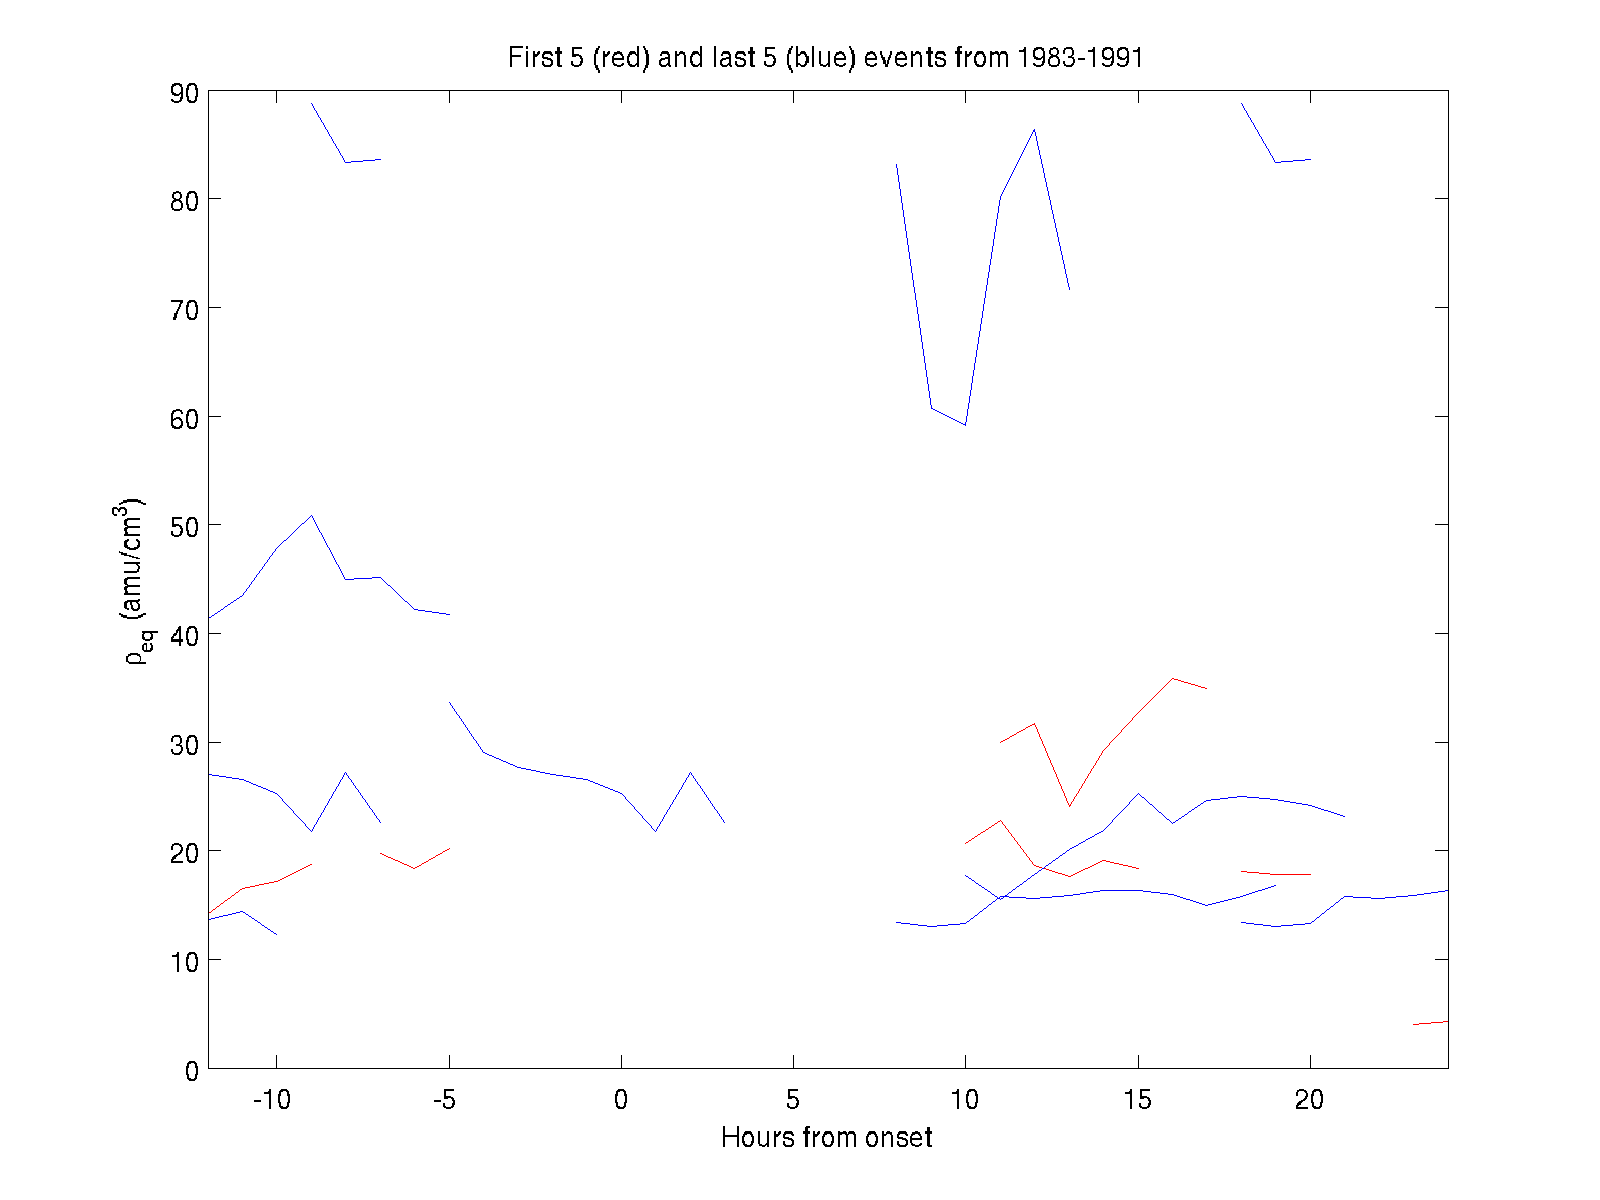 First 5 (red) and last 5 (blue) events from 1983-1991
90
80
70
60
50
40
30
20
10
0
ρeq (amu/cm3)
-10 -5 0 5 10 15 20
Hours from onset